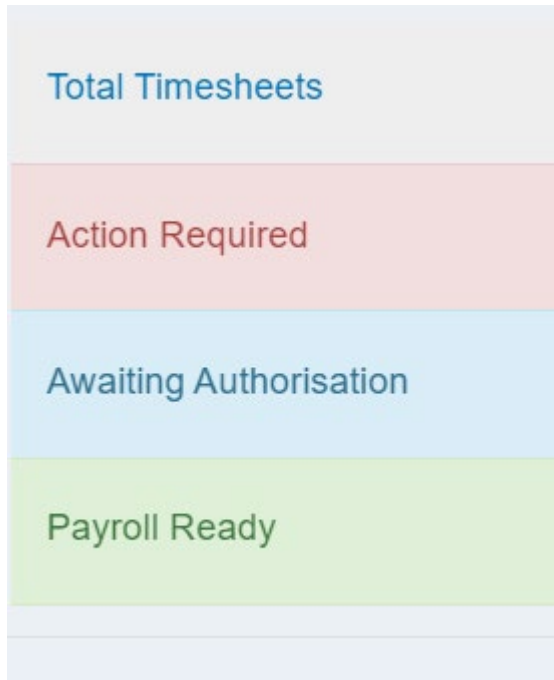 Total Timesheets
Action Required
Awaiting Authorisation
Payroll Ready